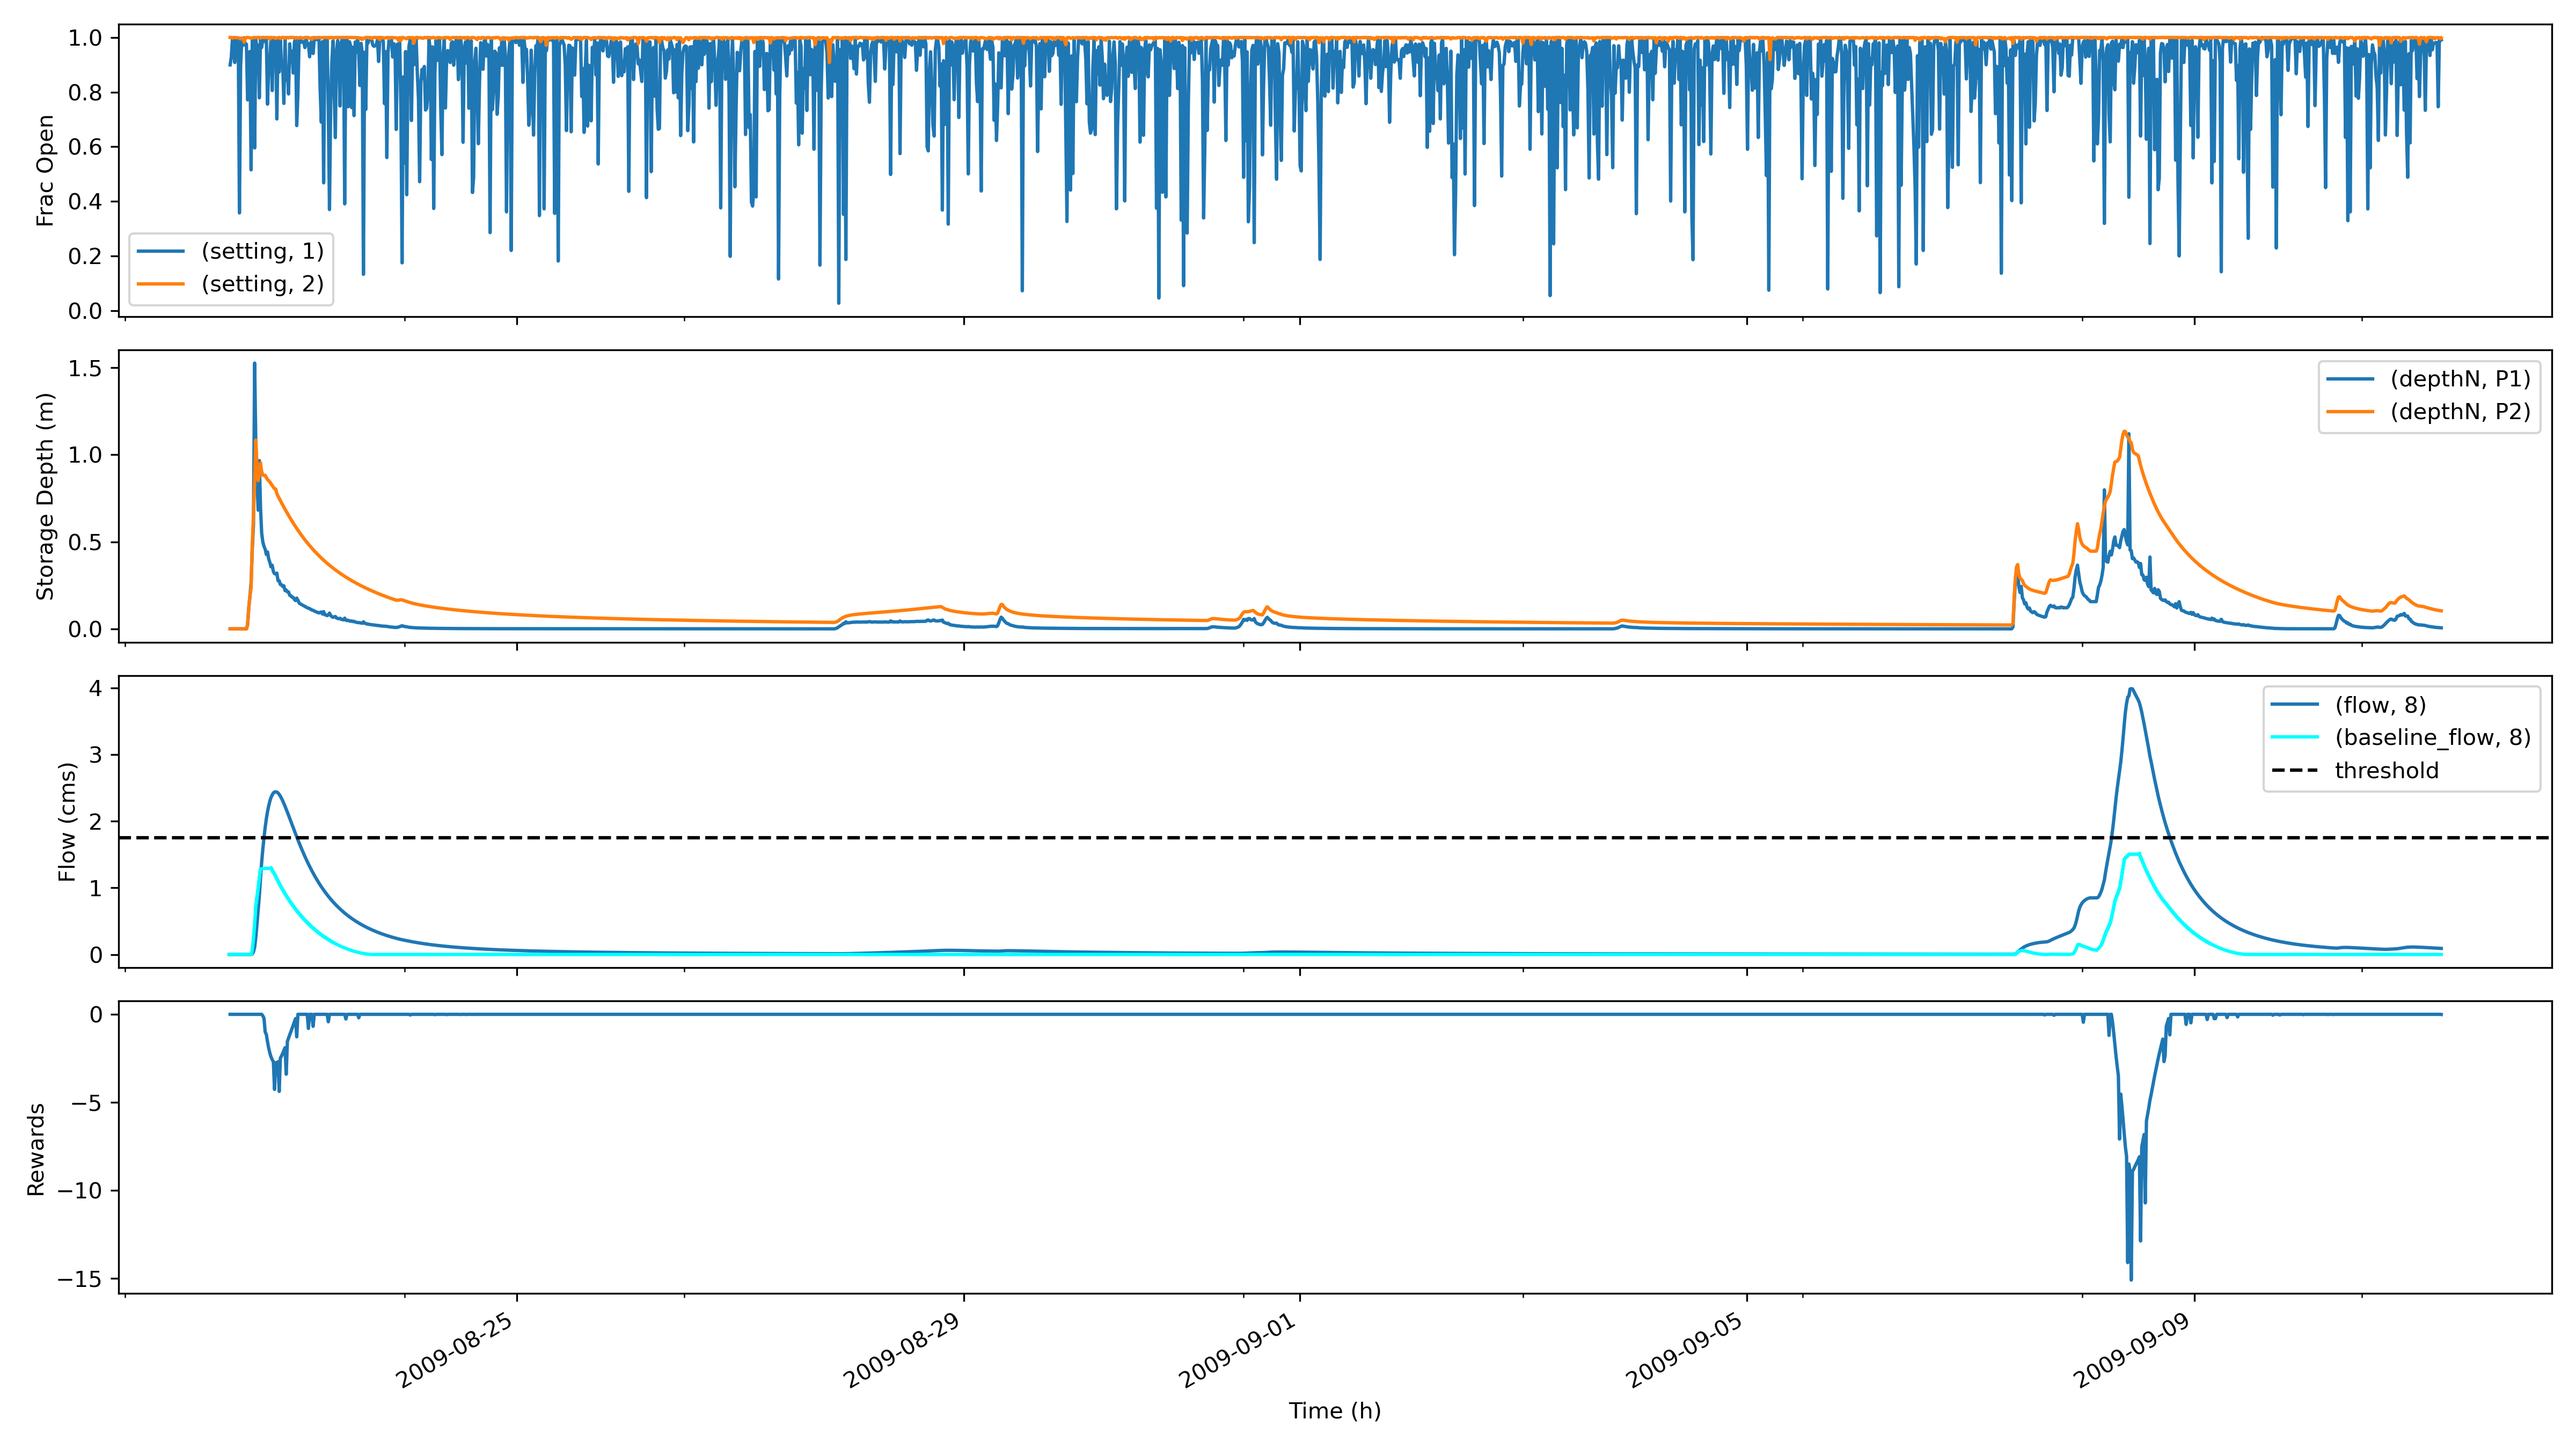 Frac Open
1.0
0.8
0.6
0.4
0.2
0.0
(setting, 1)
(setting, 2)
Storage Depth (m)
1.5
1.0
0.5
0.0
(depthN, P1)
(depthN, P2)
Flow (cms)
4
3
2
1
0
(flow, 8)
(baseline_flow, 8)
threshold
Rewards
0
−5
−10
−15
2009-08-25
2009-08-29
2009-09-01
2009-09-05
2009-09-09
Time (h)